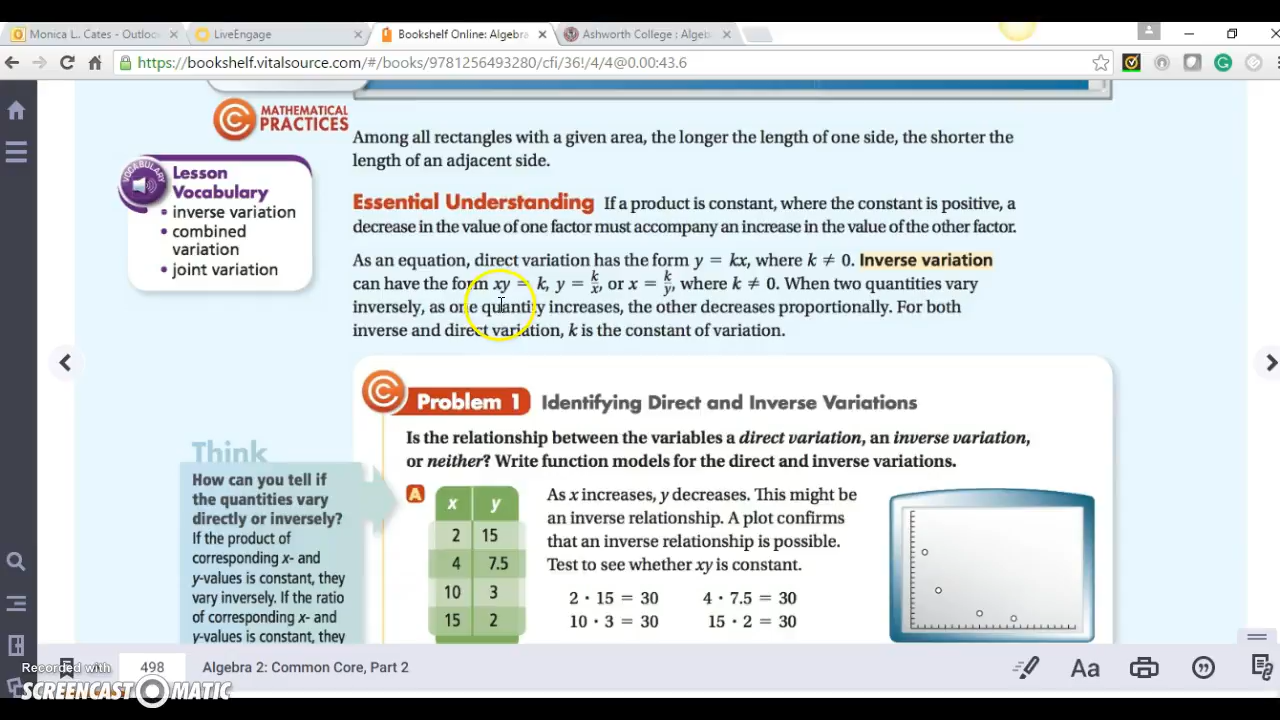 Monica L. Cates - Outloo
LiveEngage
Bookshelf Online: Algebra
Ashworth College : Algeb
https://bookshelf.vitalsource.com/#/books/9781256493280/cfi/36!/4/4@0.00:43.6
MATHEMATICAL
PRACTICES
Among all rectangles with a given area, the longer the length of one side, the shorter the
length of an adjacent side.
Lesson
Vocabulary
• inverse variation
• combined
variation
• joint variation
VOCABULARY
Essential Understanding If a product is constant, where the constant is positive, a
decrease in the value of one factor must accompany an increase in the value of the other factor.
As an equation, direct variation has the form y = kx, where k ≠ 0. Inverse variation
can have the form xy = k, y = k/x, or x = k/y, where k ≠ 0. When two quantities vary
inversely, as one quantity increases, the other decreases proportionally. For both
inverse and direct variation, k is the constant of variation.
Problem 1 Identifying Direct and Inverse Variations
Is the relationship between the variables a direct variation, an inverse variation,
or neither? Write function models for the direct and inverse variations.
Think
How can you tell if
the quantities vary
directly or inversely?
If the product of
corresponding x- and
y-values is constant, they
vary inversely. If the ratio
of corresponding x- and
y-values is constant, they
A
x y
2 15
4 7.5
10 3
15 2
As x increases, y decreases. This might be
an inverse relationship. A plot confirms
that an inverse relationship is possible.
Test to see whether xy is constant.
2 · 15 = 30 4 · 7.5 = 30
10 · 3 = 30 15 · 2 = 30
498 Algebra 2: Common Core, Part 2
Aa
Recorded with
SCREENCAST MATIC